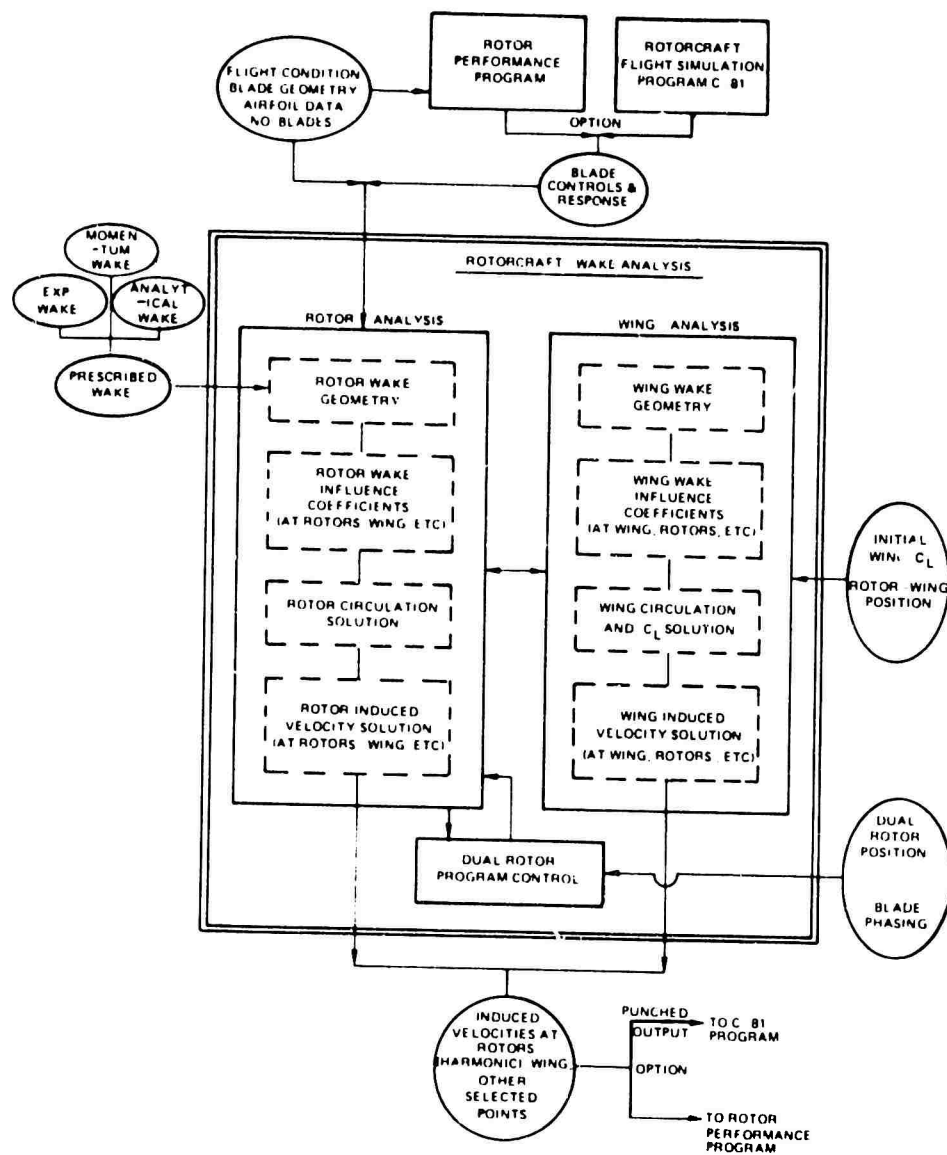 ROTOR
PERFORMANCE
PROGRAM
ROTORCRAFT
FLIGHT SIMULATION
PROGRAM C 81
FLIGHT CONDITION
BLADE GEOMETRY
AIRFOIL DATA
NO BLADES
OPTION
BLADE
CONTROLS &
RESPONSE
MOMEN
-TUM WAKE
EXP
WAKE
ANALYT
-ICAL WAKE
PRESCRIBED
WAKE
ROTORCRAFT WAKE ANALYSIS
ROTOR ANALYSIS
ROTOR WAKE
GEOMETRY
ROTOR WAKE
INFLUENCE
COEFFICIENTS
(AT ROTORS WING ETC)
ROTOR CIRCULATION
SOLUTION
ROTOR INDUCED
VELOCITY SOLUTION
(AT ROTORS WING ETC)
WING ANALYSIS
WING WAKE
GEOMETRY
WING WAKE
INFLUENCE
COEFFICIENTS
(AT WING, ROTORS, ETC)
WING CIRCULATION
AND CL SOLUTION
WING INDUCED
VELOCITY SOLUTION
(AT WING, ROTORS, ETC)
INITIAL
WING CL
ROTOR-WING
POSITION
DUAL ROTOR
PROGRAM CONTROL
DUAL
ROTOR
POSITION
BLADE
PHASING
INDUCED
VELOCITIES AT
ROTORS
(HARMONIC) WING
OTHER
SELECTED
POINTS
PUNCHED
OUTPUT
OPTION
TO C 81
PROGRAM
TO ROTOR
PERFORMANCE
PROGRAM